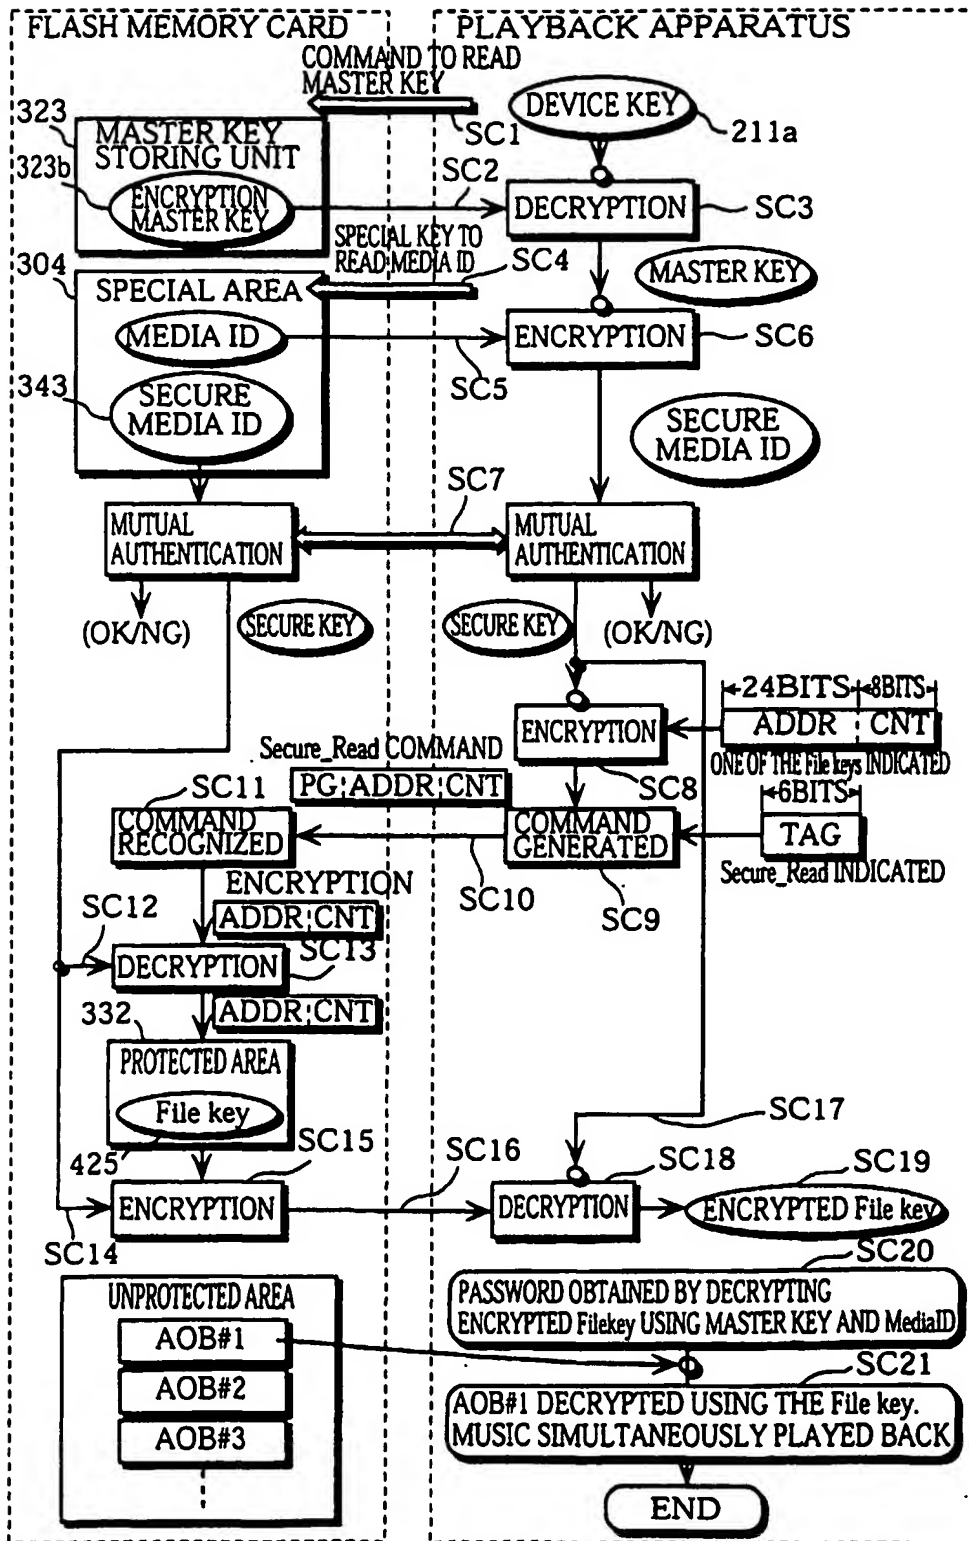 FLASH MEMORY CARD
PLAYBACK APPARATUS
COMMAND TO READ
MASTER KEY
SC1
DEVICE KEY
211a
323
MASTER KEY
STORING UNIT
323b
ENCRYPTION
MASTER KEY
SC2
DECRYPTION
SC3
SPECIAL KEY TO
READ MEDIA ID
SC4
MASTER KEY
304
SPECIAL AREA
MEDIA ID
SC5
ENCRYPTION
SC6
343
SECURE
MEDIA ID
SECURE
MEDIA ID
SC7
MUTUAL
AUTHENTICATION
MUTUAL
AUTHENTICATION
(OK/NG)
SECURE KEY
SECURE KEY
(OK/NG)
24BITS
8BITS
ADDR
CNT
ONE OF THE File keys INDICATED
ENCRYPTION
SC8
Secure_Read COMMAND
PG ADDR CNT
6BITS
TAG
Secure_Read INDICATED
SC11
COMMAND
RECOGNIZED
COMMAND
GENERATED
SC10
SC9
ENCRYPTION
ADDR CNT
SC12
DECRYPTION
SC13
ADDR CNT
332
PROTECTED AREA
File key
425
SC15
SC16
SC17
SC18
SC19
ENCRYPTION
DECRYPTION
ENCRYPTED File key
SC14
SC20
PASSWORD OBTAINED BY DECRYPTING
ENCRYPTED Filekey USING MASTER KEY AND MediaID
UNPROTECTED AREA
AOB#1
AOB#2
AOB#3
SC21
AOB#1 DECRYPTED USING THE File key.
MUSIC SIMULTANEOUSLY PLAYED BACK
END